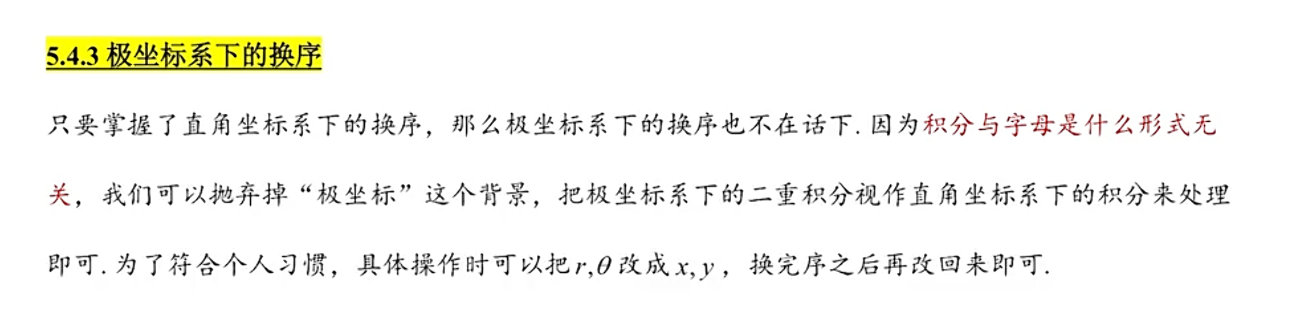 5.4.3 极坐标系下的换序
只要掌握了直角坐标系下的换序，那么极坐标系下的换序也不在话下. 因为积分与字母是什么形式无
关，我们可以抛弃掉“极坐标”这个背景，把极坐标系下的二重积分视作直角坐标系下的积分来处理
即可. 为了符合个人习惯，具体操作时可以把 r,θ 改成 x, y ，换完序之后再改回来即可.